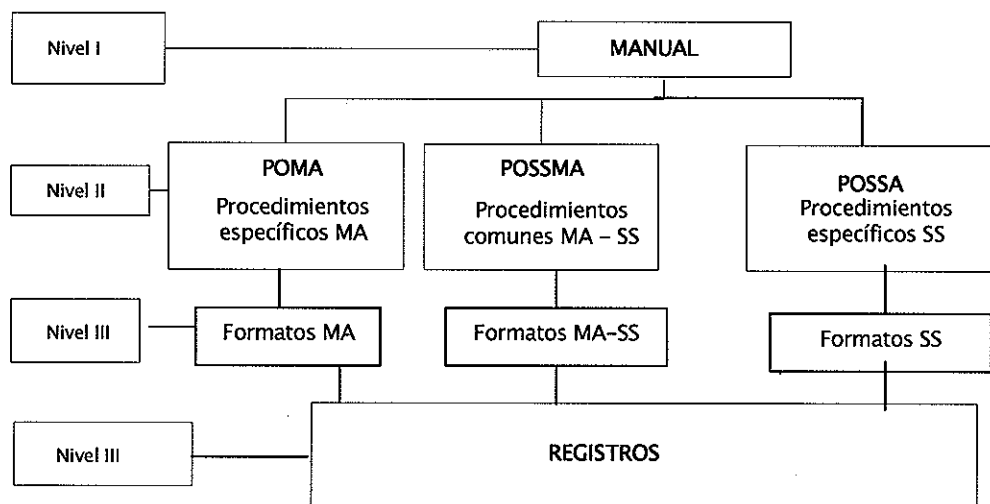 Nivel I
MANUAL
Nivel II
POMA
Procedimientos
específicos MA
POSSMA
Procedimientos
comunes MA – SS
POSSA
Procedimientos
específicos SS
Nivel III
Formatos MA
Formatos MA-SS
Formatos SS
Nivel III
REGISTROS